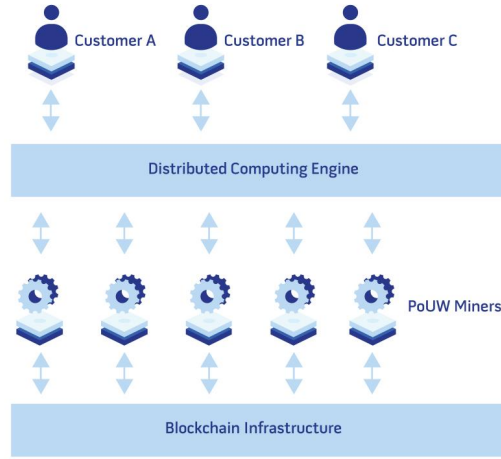 Customer A
Customer B
Customer C
Distributed Computing Engine
PoUW Miners
Blockchain Infrastructure